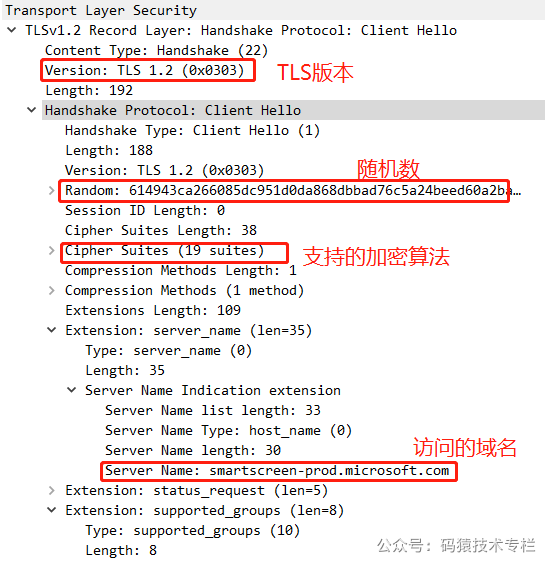 Transport Layer Security
TLSv1.2 Record Layer: Handshake Protocol: Client Hello
Content Type: Handshake (22)
Version: TLS 1.2 (0x0303) TLS版本
Length: 192
Handshake Protocol: Client Hello
Handshake Type: Client Hello (1)
Length: 188
Version: TLS 1.2 (0x0303) 随机数
Random: 614943ca266085dc951d0da868dbbad76c5a24beed60a2ba…
Session ID Length: 0
Cipher Suites Length: 38
Cipher Suites (19 suites) 支持的加密算法
Compression Methods Length: 1
Compression Methods (1 method)
Extensions Length: 109
Extension: server_name (len=35)
Type: server_name (0)
Length: 35
Server Name Indication extension
Server Name list length: 33
Server Name Type: host_name (0)
Server Name length: 30 访问的域名
Server Name: smartscreen-prod.microsoft.com
Extension: status_request (len=5)
Extension: supported_groups (len=8)
Type: supported_groups (10)
Length: 8 公众号：码猿技术专栏